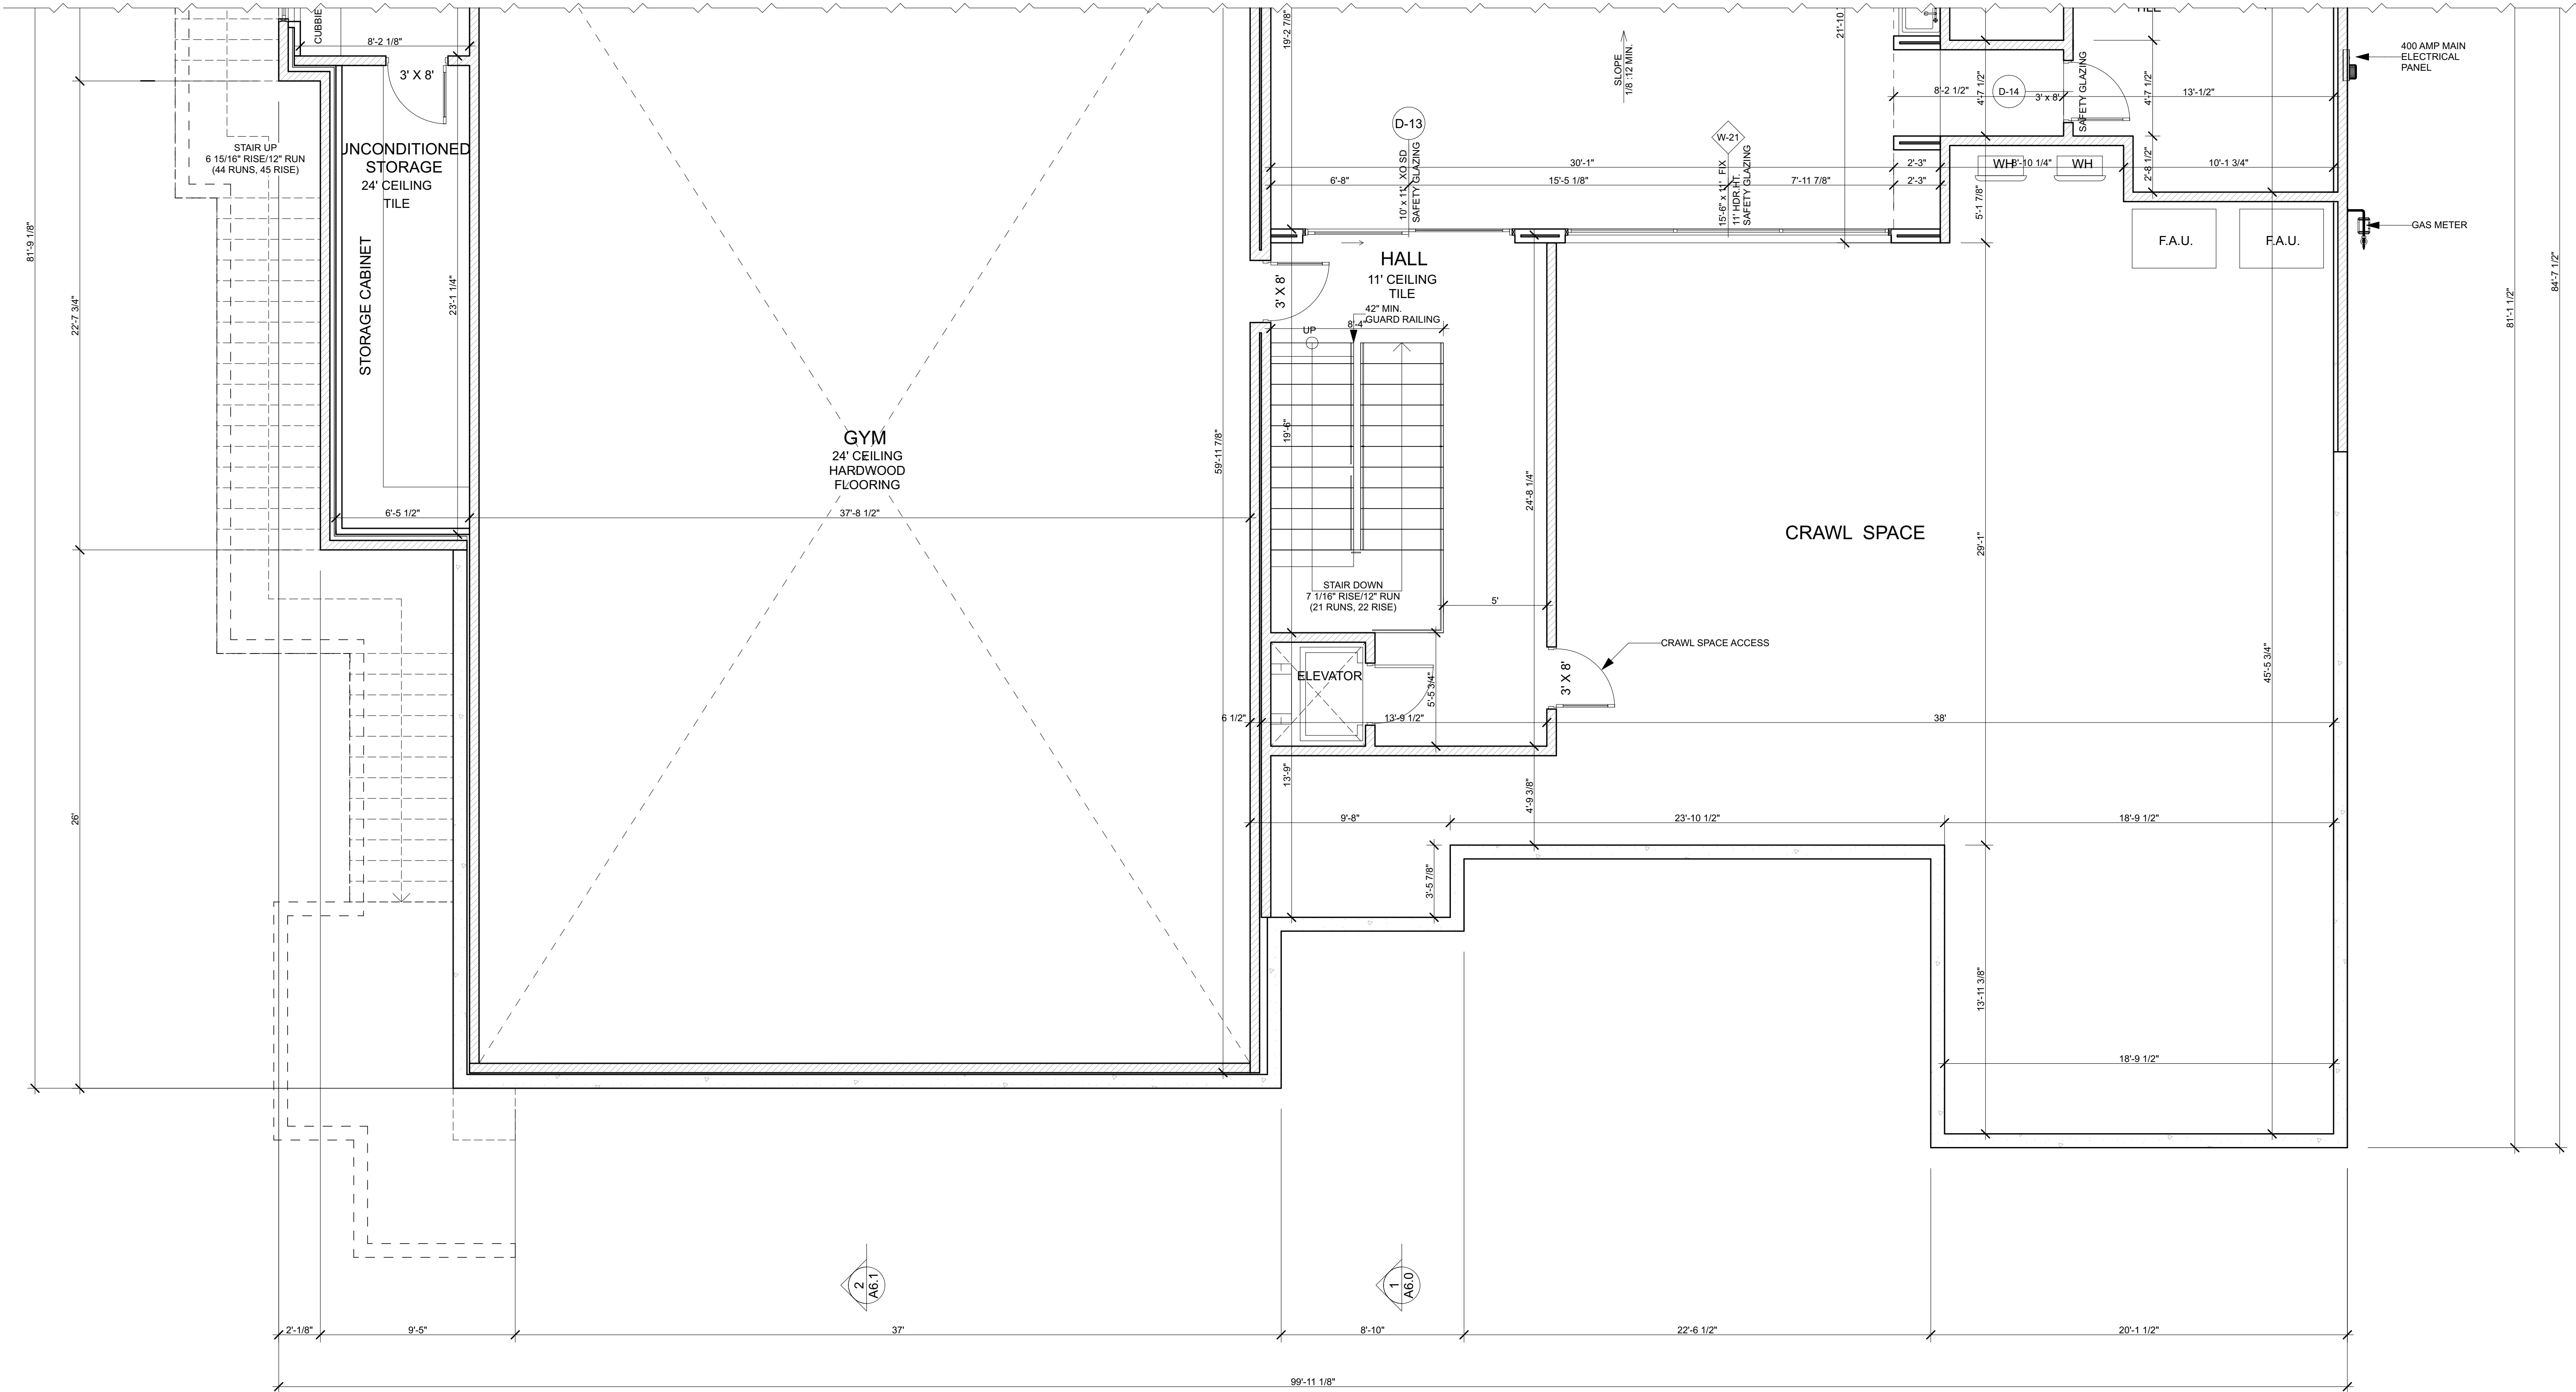 CUBBIE
8'-2 1/8"
3' X 8'
19'-2 7/8"
SLOPE
1/8 :12 MIN.
21'-10
400 AMP MAIN
ELECTRICAL
PANEL
SAFETY GLAZING
4'-7 1/2"
8'-2 1/2"
D-14
3' x 8'
4'-7 1/2"
13'-1/2"
STAIR UP
6 15/16" RISE/12" RUN
(44 RUNS, 45 RISE)
UNCONDITIONED
STORAGE
24' CEILING
TILE
D-13
10' x 11' XO SD
SAFETY GLAZING
W-21
15'-6" x 11' FIX
11' HDR.HT.
SAFETY GLAZING
30'-1"
2'-3"
WH
WH
2'-8 1/2"
10'-1 3/4"
6'-8"
15'-5 1/8"
7'-11 7/8"
2'-3"
5'-1 7/8"
81'-9 1/8"
22'-7 3/4"
STORAGE CABINET
23'-1 1/4"
HALL
11' CEILING
TILE
42" MIN.
GUARD RAILING
3' X 8'
8'-4"
UP
F.A.U.
F.A.U.
GAS METER
84'-7 1/2"
81'-1 1/2"
GYM
24' CEILING
HARDWOOD
FLOORING
59'-11 7/8"
19'-6"
24'-8 1/4"
6'-5 1/2"
37'-8 1/2"
CRAWL SPACE
29'-1"
STAIR DOWN
7 1/16" RISE/12" RUN
(21 RUNS, 22 RISE)
5'
CRAWL SPACE ACCESS
ELEVATOR
5'-5 3/4"
3' X 8'
45'-5 3/4"
6 1/2"
13'-9 1/2"
38'
13'-9"
4'-9 3/8"
26'
9'-8"
23'-10 1/2"
18'-9 1/2"
3'-5 7/8"
13'-11 3/8"
18'-9 1/2"
2
A6.1
1
A6.0
2'-1/8"
9'-5"
37'
8'-10"
22'-6 1/2"
20'-1 1/2"
99'-11 1/8"